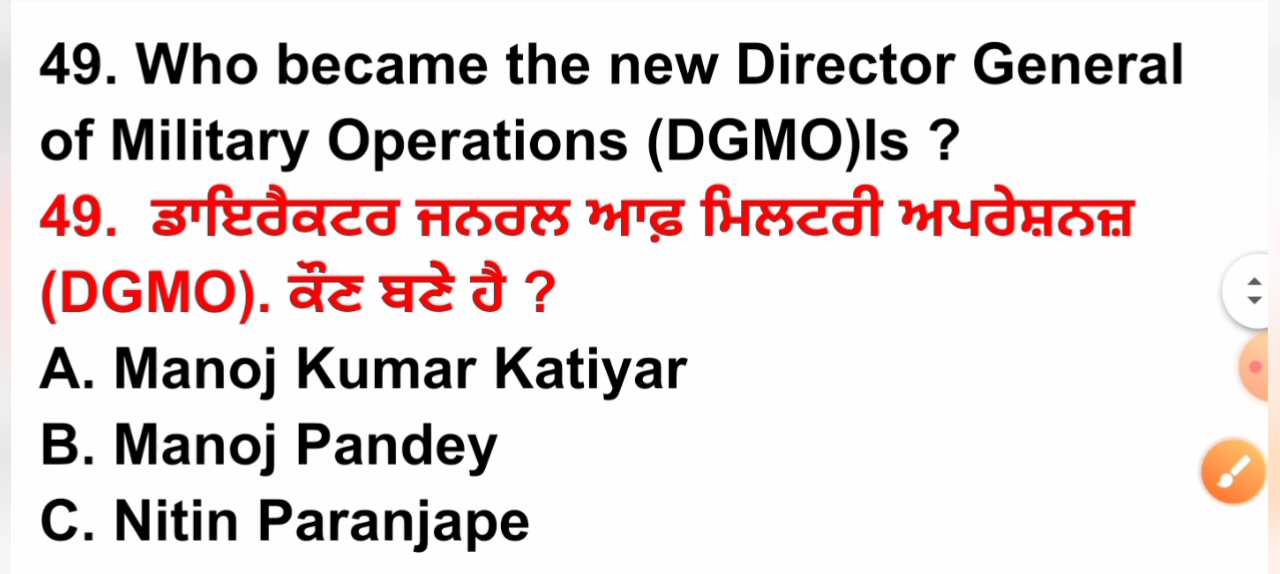 49. Who became the new Director General
of Military Operations (DGMO)Is ?
49. ਡਾਇਰੈਕਟਰ ਜਨਰਲ ਆਫ਼ ਮਿਲਟਰੀ ਅਪਰੇਸ਼ਨਜ਼
(DGMO). ਕੌਣ ਬਣੇ ਹੈ ?
A. Manoj Kumar Katiyar
B. Manoj Pandey
C. Nitin Paranjape